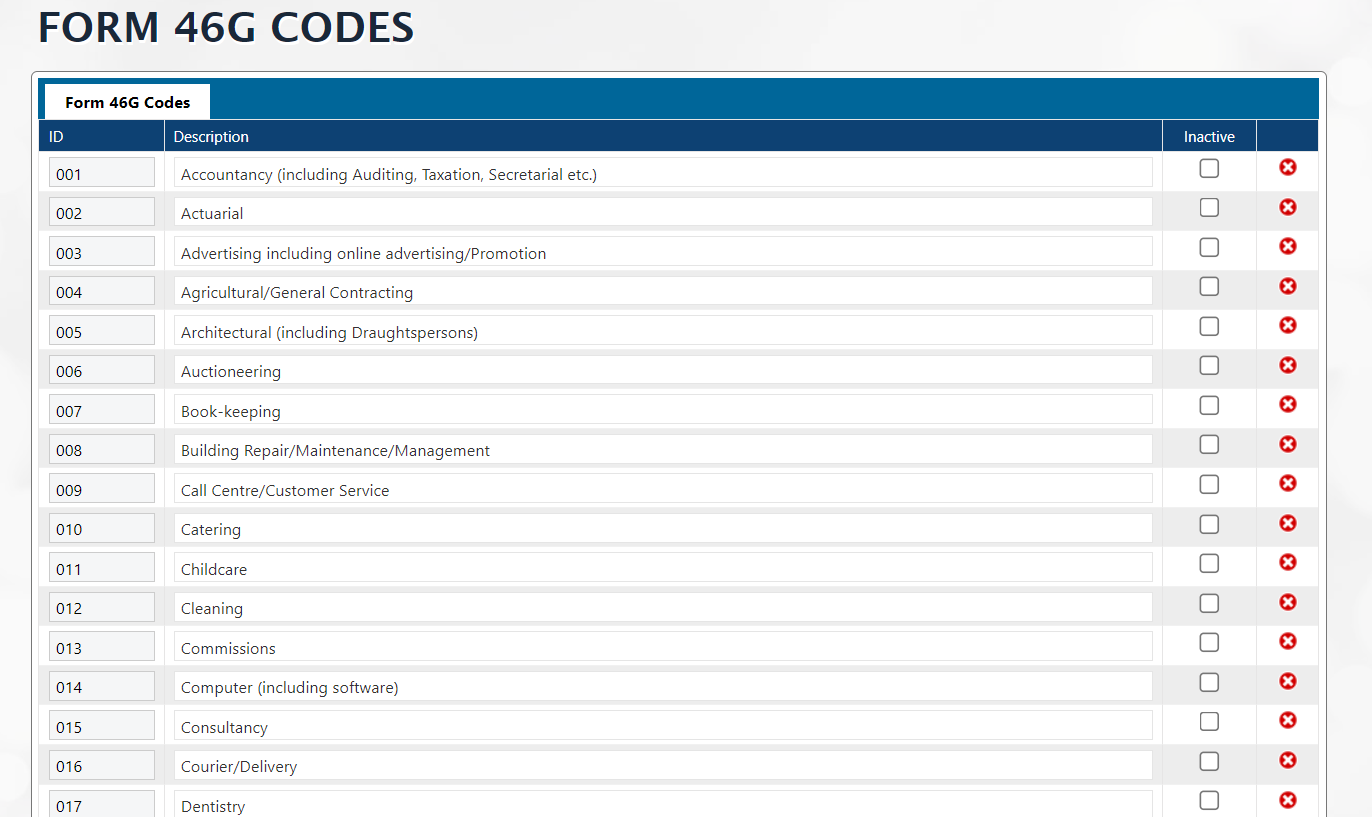 FORM 46G CODES
Form 46G Codes
ID Description Inactive
001 Accountancy (including Auditing, Taxation, Secretarial etc.)
002 Actuarial
003 Advertising including online advertising/Promotion
004 Agricultural/General Contracting
005 Architectural (including Draughtspersons)
006 Auctioneering
007 Book-keeping
008 Building Repair/Maintenance/Management
009 Call Centre/Customer Service
010 Catering
011 Childcare
012 Cleaning
013 Commissions
014 Computer (including software)
015 Consultancy
016 Courier/Delivery
017 Dentistry